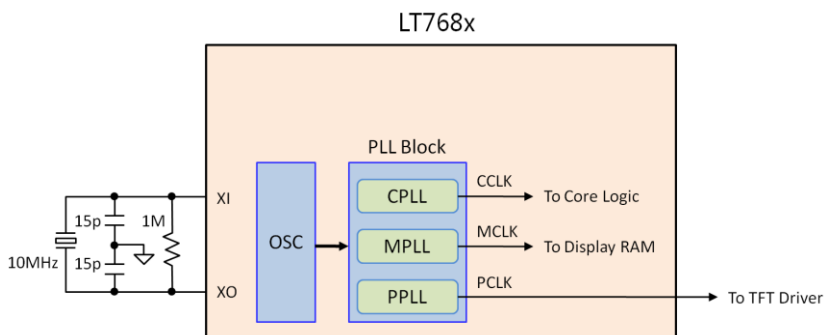 LT768x
PLL Block
XI
CPLL
CCLK
To Core Logic
15p
1M
OSC
MPLL
MCLK
To Display RAM
10MHz
15p
XO
PPLL
PCLK
To TFT Driver